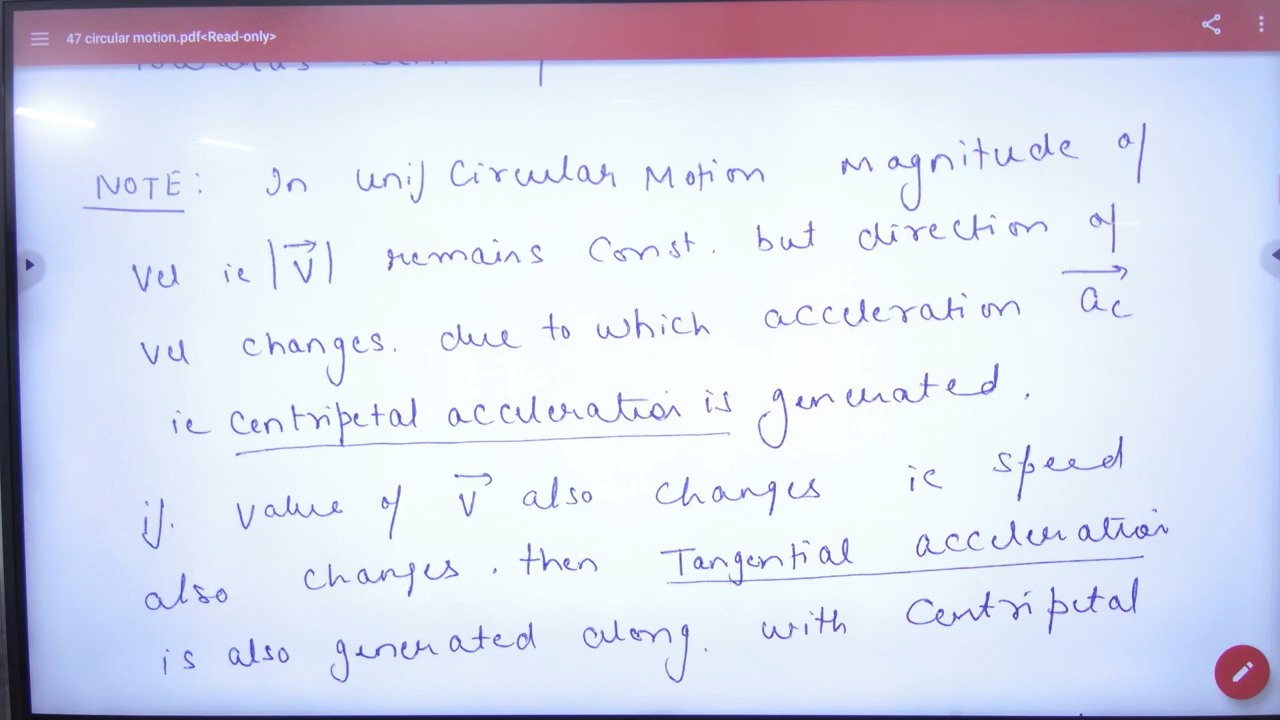 47 circular motion.pdf<Read-only>
NOTE: In unif Circular Motion Magnitude of
vel ie |v⃗| remains Const. but direction of
vel changes. due to which acceleration a⃗c
ie Centripetal acceleration is generated.
if. value of v⃗ also changes ie speed
also changes. then Tangential acceleration
is also generated along. with Centripetal